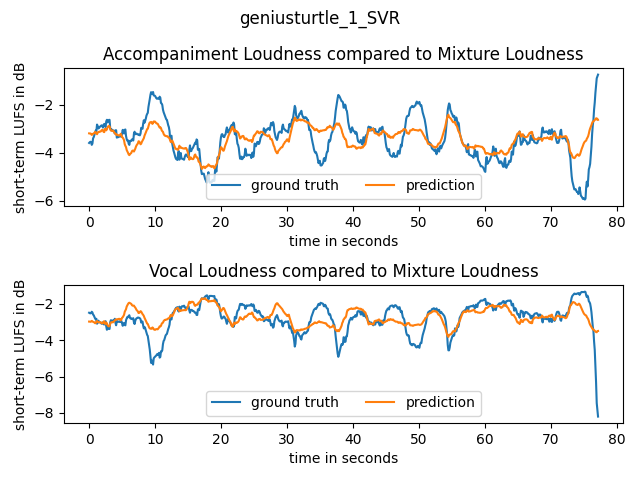 geniusturtle_1_SVR
Accompaniment Loudness compared to Mixture Loudness
short-term LUFS in dB
−2
−4
−6
ground truth
prediction
0 10 20 30 40 50 60 70 80
time in seconds
Vocal Loudness compared to Mixture Loudness
short-term LUFS in dB
−2
−4
−6
−8
ground truth
prediction
0 10 20 30 40 50 60 70 80
time in seconds